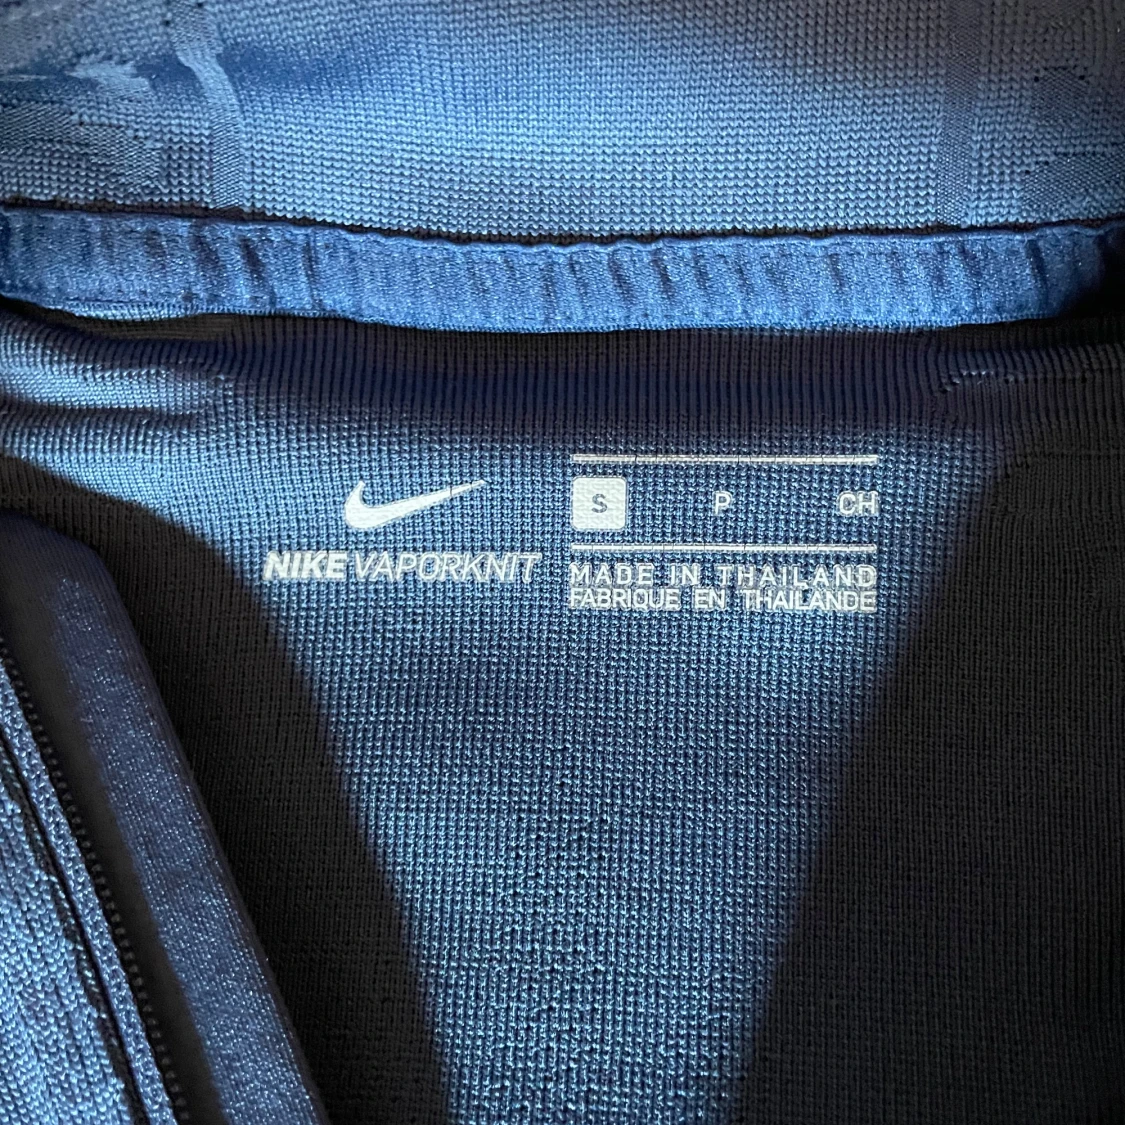 NIKE VAPORKNIT
S P CH
MADE IN THAILAND
FABRIQUE EN THAILANDE